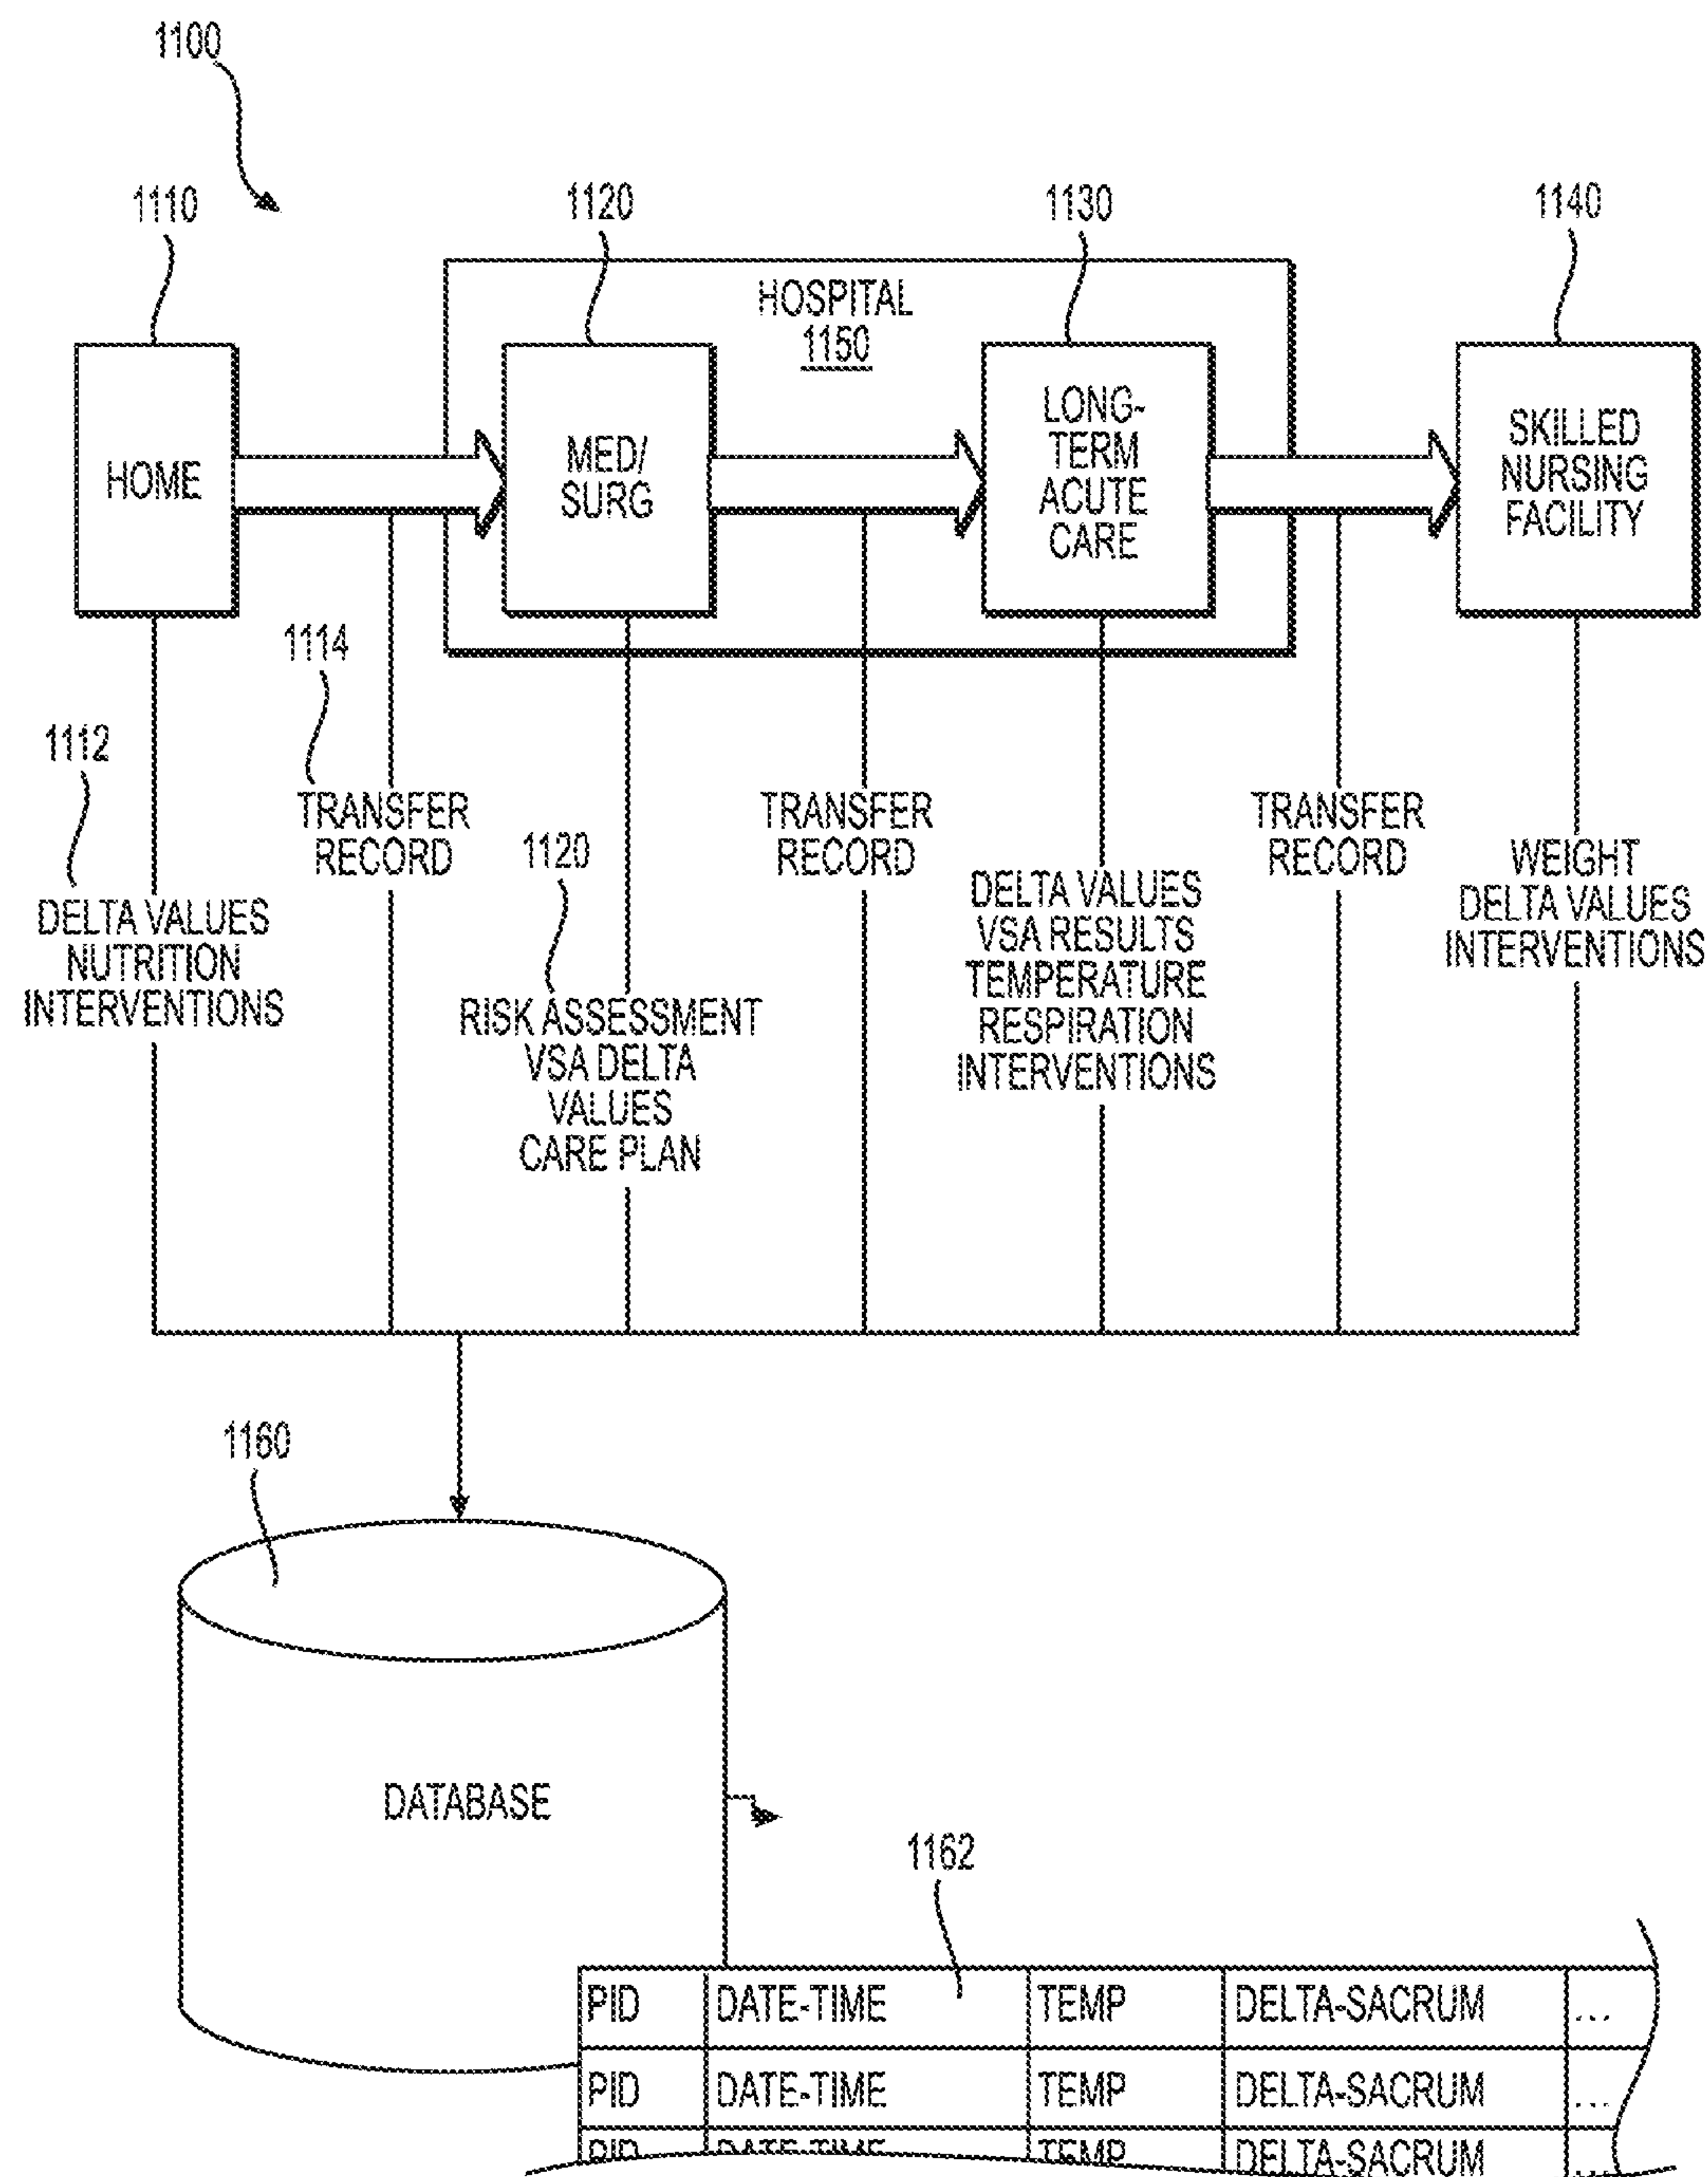 1100
1110
1120
1130
1140
HOSPITAL
1150
HOME
MED/
SURG
LONG-
TERM
ACUTE
CARE
SKILLED
NURSING
FACILITY
1114
1112
TRANSFER
RECORD
TRANSFER
RECORD
TRANSFER
RECORD
1120
DELTA VALUES
NUTRITION
INTERVENTIONS
RISK ASSESSMENT
VSA DELTA
VALUES
CARE PLAN
DELTA VALUES
VSA RESULTS
TEMPERATURE
RESPIRATION
INTERVENTIONS
WEIGHT
DELTA VALUES
INTERVENTIONS
1160
DATABASE
1162
PID DATE-TIME TEMP DELTA-SACRUM ...
PID DATE-TIME TEMP DELTA-SACRUM ...
PID DATE-TIME TEMP DELTA-SACRUM ...